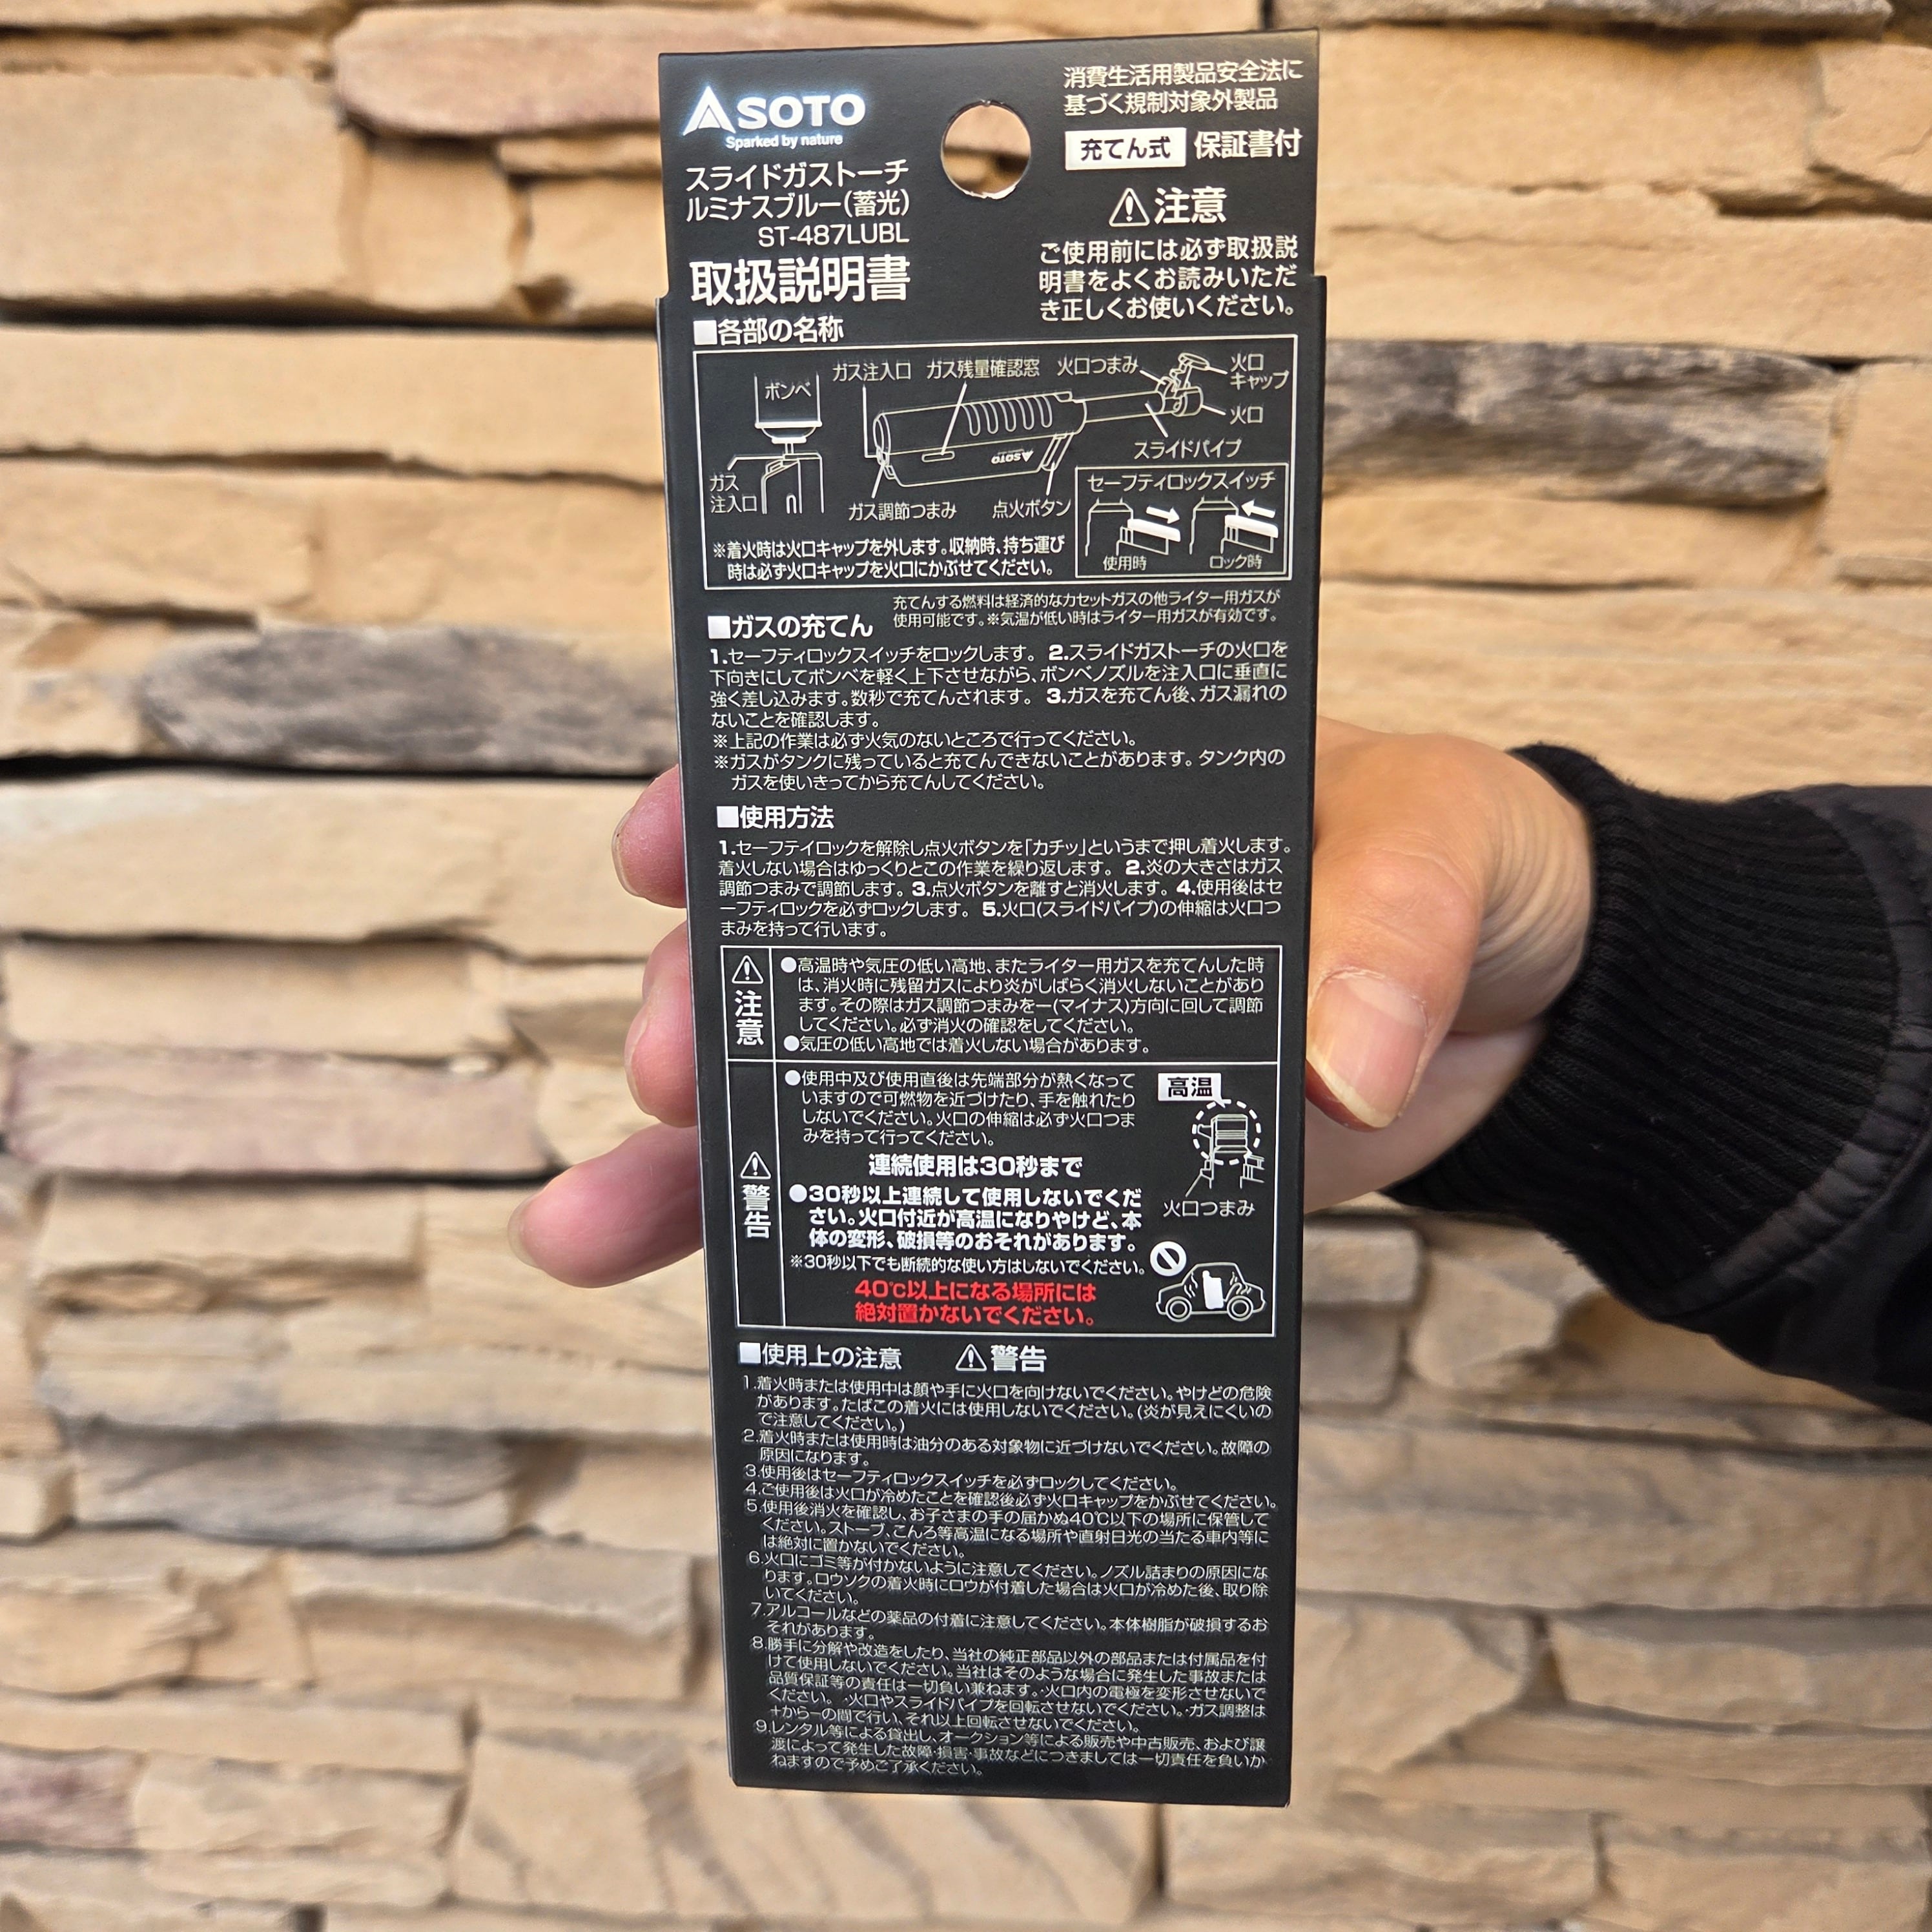 SOTO
Sparked by nature
スライドガストーチ
ルミナスブルー(蓄光)
ST-487LUBL
取扱説明書
消費生活用製品安全法に
基づく規制対象外製品
充てん式 保証書付
⚠注意
ご使用前には必ず取扱説
明書をよくお読みいただ
き正しくお使いください。
■各部の名称
ボンベ
ガス
注入口
ガス注入口
ガス残量確認窓
火口つまみ
火口
キャップ
火口
スライドパイプ
SOTO
ガス調節つまみ
点火ボタン
セーフティロックスイッチ
使用時
ロック時
※着火時は火口キャップを外します。収納時、持ち運び
時は必ず火口キャップを火口にかぶせてください。
■ガスの充てん
充てんする燃料は経済的なカセットガスの他ライター用ガスが
使用可能です。※気温が低い時はライター用ガスが有効です。
1.セーフティロックスイッチをロックします。 2.スライドガストーチの火口を
下向きにしてボンベを軽く上下させながら、ボンベノズルを注入口に垂直に
強く差し込みます。数秒で充てんされます。 3.ガスを充てん後、ガス漏れの
ないことを確認します。
※上記の作業は必ず火気のないところで行ってください。
※ガスがタンクに残っていると充てんできないことがあります。タンク内の
ガスを使いきってから充てんしてください。
■使用方法
1.セーフテイロックを解除し点火ボタンを「カチッ」というまで押し着火します。
着火しない場合はゆっくりとこの作業を繰り返します。 2.炎の大きさはガス
調節つまみで調節します。 3.点火ボタンを離すと消火します。 4.使用後はセ
ーフティロックを必ずロックします。 5.火口(スライドパイプ)の伸縮は火口つ
まみを持って行います。
⚠注意
●高温時や気圧の低い高地、またライター用ガスを充てんした時
は、消火時に残留ガスにより炎がしばらく消火しないことがあり
ます。その際はガス調節つまみを－(マイナス)方向に回して調節
してください。必ず消火の確認をしてください。
●気圧の低い高地では着火しない場合があります。
⚠警告
●使用中及び使用直後は先端部分が熱くなって
いますので可燃物を近づけたり、手を触れたり
しないでください。火口の伸縮は必ず火口つま
みを持って行ってください。
高温
火口つまみ
連続使用は30秒まで
●30秒以上連続して使用しないでくだ
さい。火口付近が高温になりやけど、本
体の変形、破損等のおそれがあります。
※30秒以下でも断続的な使い方はしないでください。
40℃以上になる場所には
絶対置かないでください。
■使用上の注意 ⚠警告
1.着火時または使用中は顔や手に火口を向けないでください。やけどの危険
があります。たばこの着火には使用しないでください。(炎が見えにくいの
で注意してください。)
2.着火時または使用時は油分のある対象物に近づけないでください。故障の
原因になります。
3.使用後はセーフティロックスイッチを必ずロックしてください。
4.ご使用後は火口が冷めたことを確認後必ず火口キャップをかぶせてください。
5.使用後消火を確認し、お子さまの手の届かぬ40℃以下の場所に保管して
ください。ストーブ、こんろ等高温になる場所や直射日光の当たる車内等に
は絶対に置かないでください。
6.火口にゴミ等が付かないように注意してください。ノズル詰まりの原因にな
ります。ロウソクの着火時にロウが付着した場合は火口が冷めた後、取り除
いてください。
7.アルコールなどの薬品の付着に注意してください。本体樹脂が破損するお
それがあります。
8.勝手に分解や改造をしたり、当社の純正部品以外の部品または付属品を付
けて使用しないでください。当社はそのような場合に発生した事故または
品質保証等の責任は一切負い兼ねます。・火口内の電極を変形させないで
ください。 ・火口やスライドパイプを回転させないでください。・ガス調整は
＋から－の間で行い、それ以上回転させないでください。
9.レンタル等による貸出し、オークション等による販売や中古販売、および譲
渡によって発生した故障・損害・事故などにつきましては一切責任を負いか
ねますので予めご了承ください。